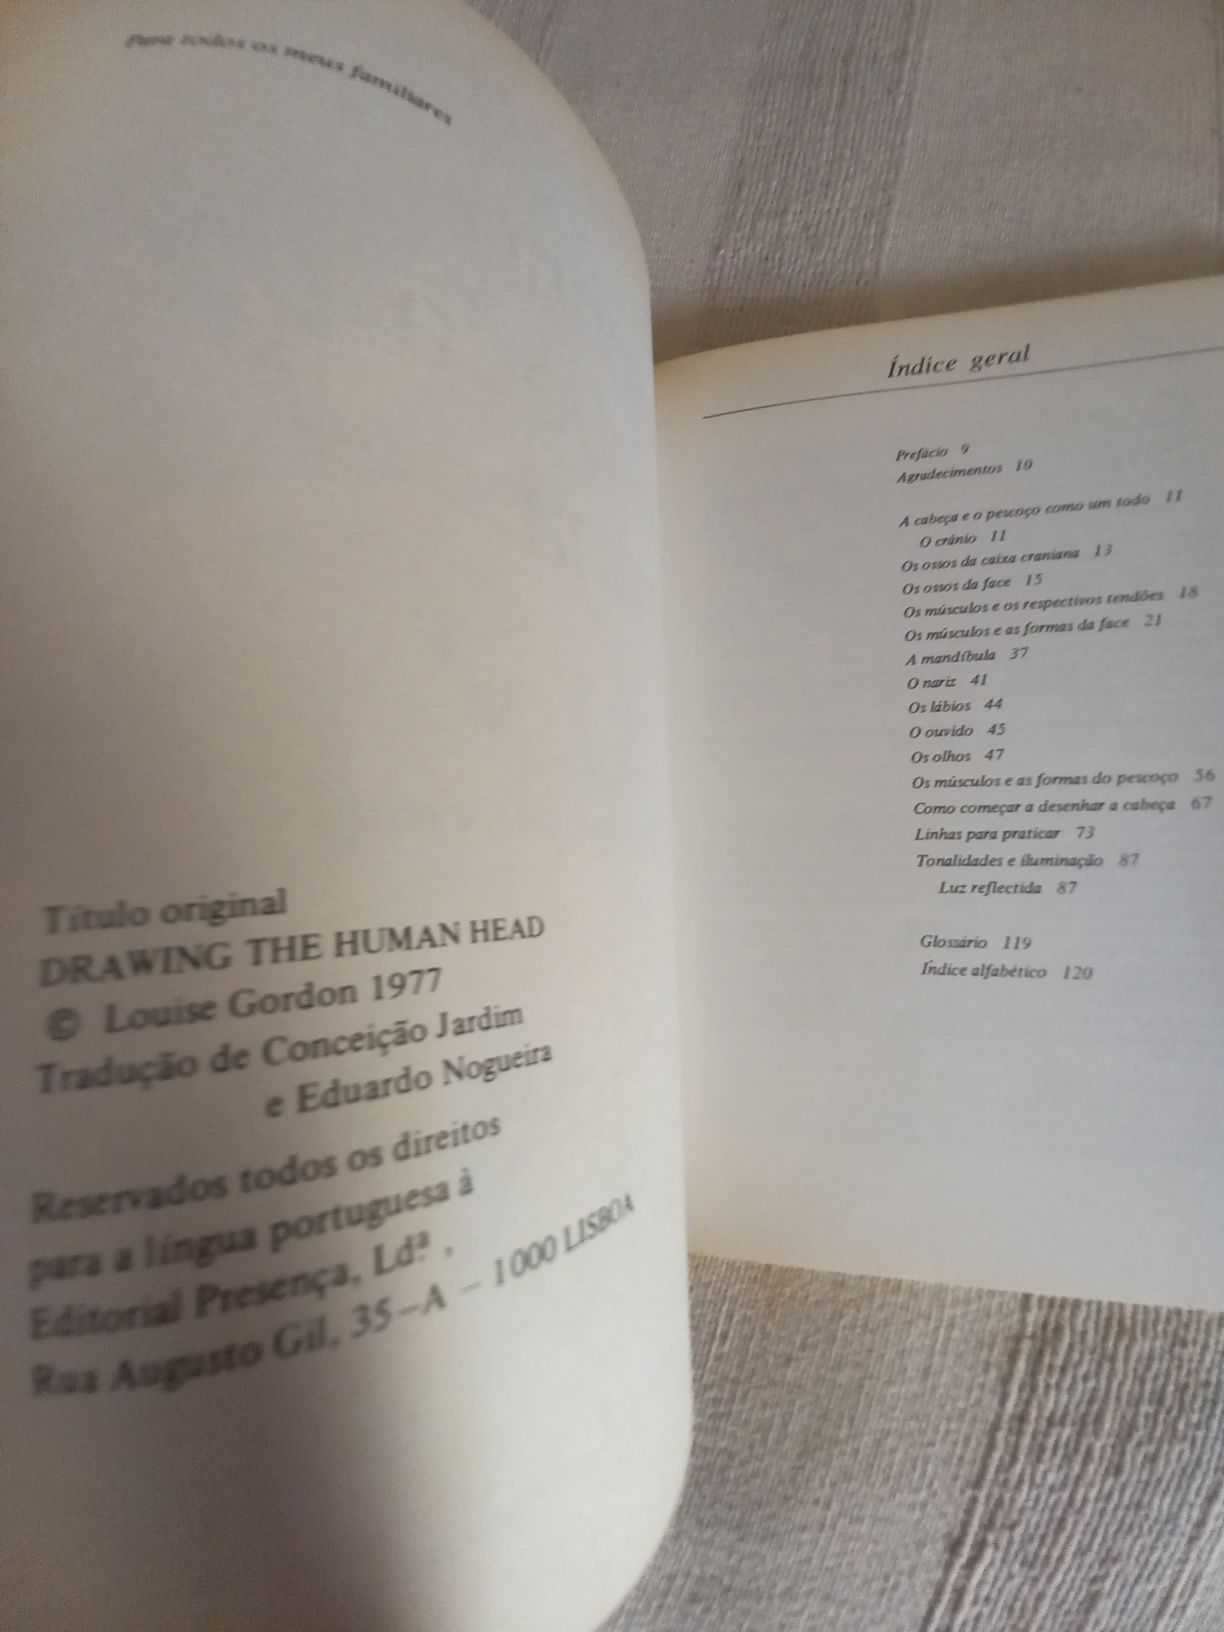 Para todos os meus familiares
Título original
DRAWING THE HUMAN HEAD
© Louise Gordon 1977
Tradução de Conceição Jardim
e Eduardo Nogueira
Reservados todos os direitos
para a língua portuguesa à
Editorial Presença, Ldª ,
Rua Augusto Gil, 35-A - 1000 LISBOA
Índice geral
Prefácio 9
Agradecimentos 10
A cabeça e o pescoço como um todo 11
O crânio 11
Os ossos da caixa craniana 13
Os ossos da face 15
Os músculos e os respectivos tendões 18
Os músculos e as formas da face 21
A mandíbula 37
O nariz 41
Os lábios 44
O ouvido 45
Os olhos 47
Os músculos e as formas do pescoço 56
Como começar a desenhar a cabeça 67
Linhas para praticar 73
Tonalidades e iluminação 87
Luz reflectida 87
Glossário 119
Índice alfabético 120